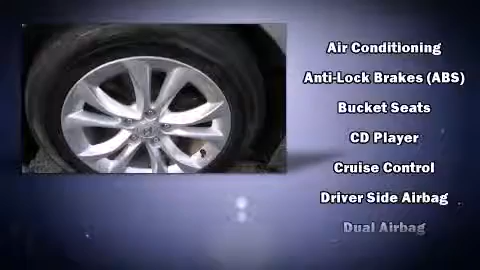 Air Conditioning
Anti-Lock Brakes (ABS)
Bucket Seats
CD Player
Cruise Control
Driver Side Airbag
Dual Airbag